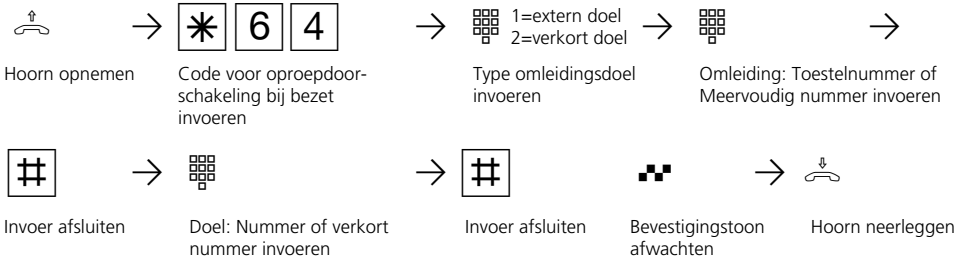 * 6 4
1=extern doel
2=verkort doel
Hoorn opnemen
Code voor oproepdoor-
schakeling bij bezet
invoeren
Type omleidingsdoel
invoeren
Omleiding: Toestelnummer of
Meervoudig nummer invoeren
# #
Invoer afsluiten
Doel: Nummer of verkort
nummer invoeren
Invoer afsluiten
Bevestigingstoon
afwachten
Hoorn neerleggen